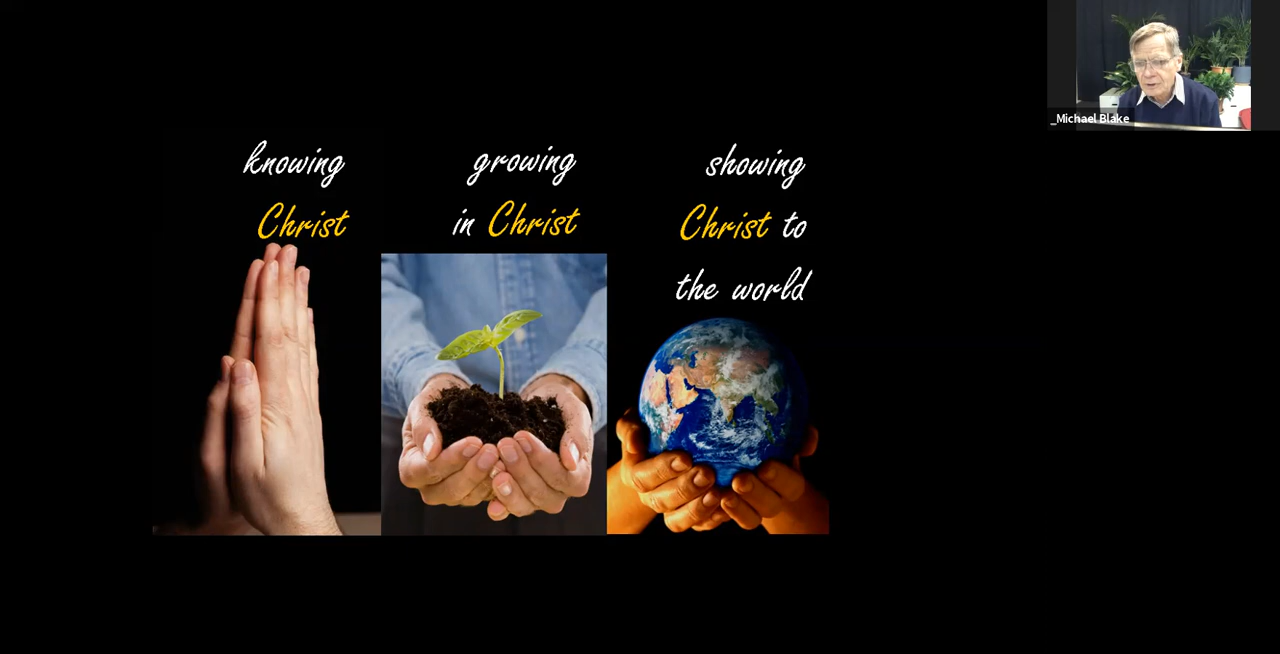 knowing
Christ
growing
in Christ
showing
Christ to
the world
_Michael Blake